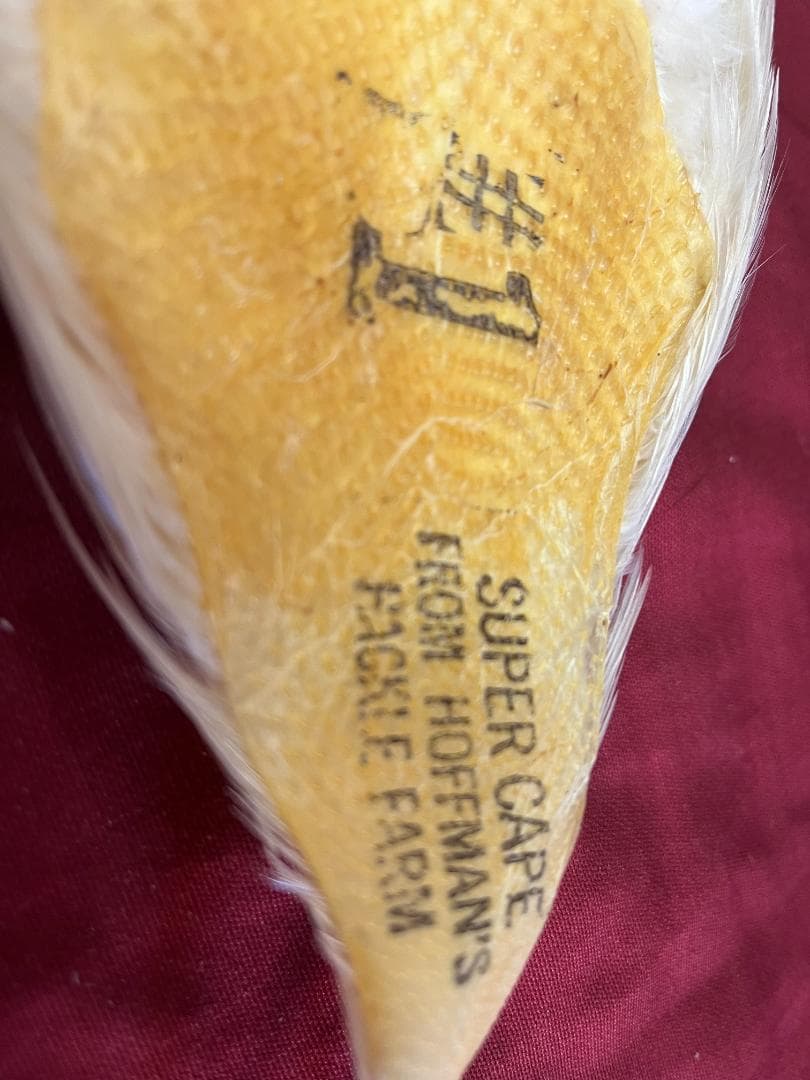 #1
SUPER CAPE
FROM HOFFMAN'S
HACKLE FARM